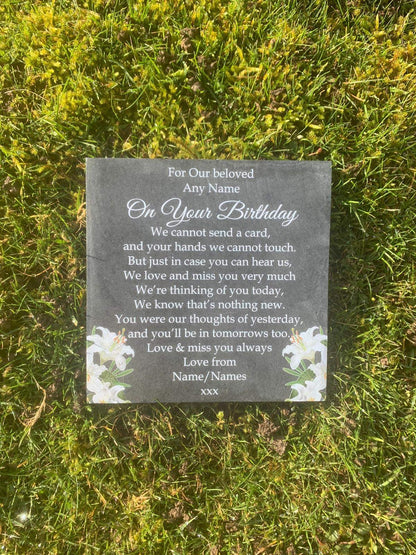 For Our beloved
Any Name
On Your Birthday
We cannot send a card,
and your hands we cannot touch.
But just in case you can hear us,
We love and miss you very much
We're thinking of you today,
We know that's nothing new.
You were our thoughts of yesterday,
and you'll be in tomorrows too.
Love & miss you always
Love from
Name/Names
xxx